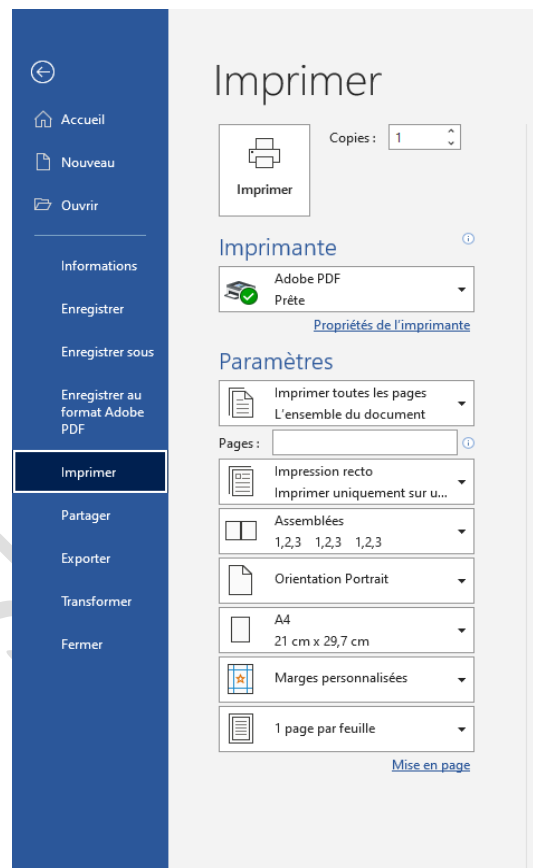 Imprimer
Accueil
Nouveau
Ouvrir
Informations
Enregistrer
Enregistrer sous
Enregistrer au
format Adobe
PDF
Imprimer
Partager
Exporter
Transformer
Fermer
Copies : 1
Imprimer
Imprimante
Adobe PDF
Prête
Propriétés de l'imprimante
Paramètres
Imprimer toutes les pages
L'ensemble du document
Pages :
Impression recto
Imprimer uniquement sur u...
Assemblées
1,2,3 1,2,3 1,2,3
Orientation Portrait
A4
21 cm x 29,7 cm
Marges personnalisées
1 page par feuille
Mise en page